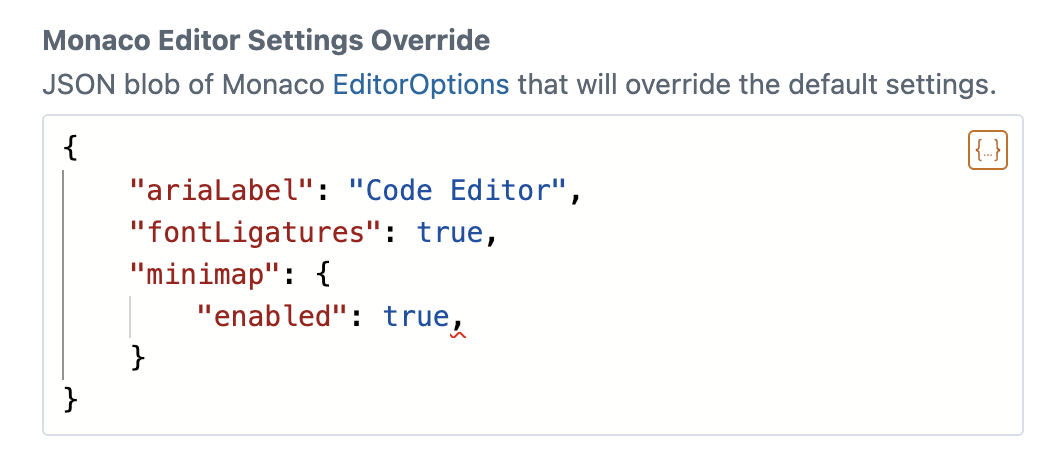 Monaco Editor Settings Override
JSON blob of Monaco EditorOptions that will override the default settings.
{
{...}
"ariaLabel": "Code Editor",
"fontLigatures": true,
"minimap": {
"enabled": true,
}
}